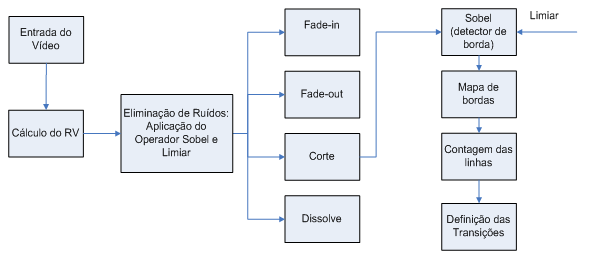 Entrada do
Vídeo
Cálculo do RV
Eliminação de Ruídos:
Aplicação do
Operador Sobel e
Limiar
Fade-in
Fade-out
Corte
Dissolve
Sobel
(detector de
borda)
Limiar
Mapa de
bordas
Contagem das
linhas
Definição das
Transições